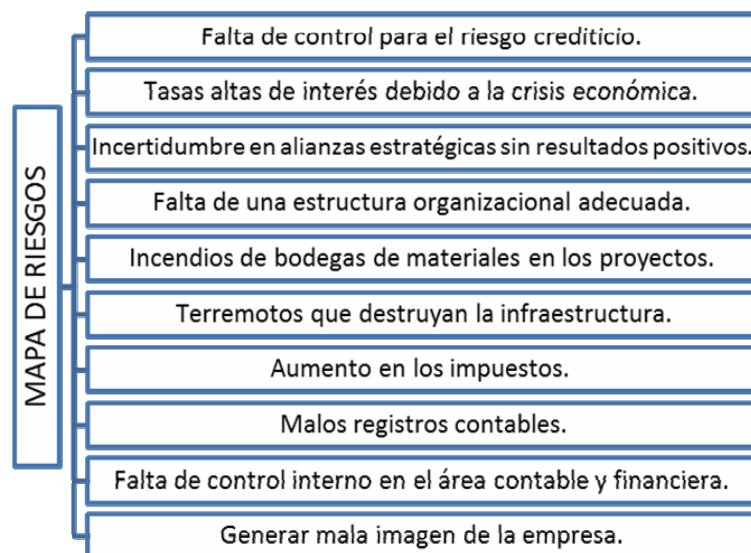 MAPA DE RIESGOS
Falta de control para el riesgo crediticio.
Tasas altas de interés debido a la crisis económica.
Incertidumbre en alianzas estratégicas sin resultados positivos.
Falta de una estructura organizacional adecuada.
Incendios de bodegas de materiales en los proyectos.
Terremotos que destruyan la infraestructura.
Aumento en los impuestos.
Malos registros contables.
Falta de control interno en el área contable y financiera.
Generar mala imagen de la empresa.